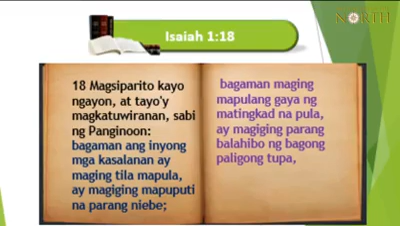 NORTH
Isaiah 1:18
18 Magsiparito kayo
ngayon, at tayo'y
magkatuwiranan, sabi
ng Panginoon:
bagaman ang inyong
mga kasalanan ay
maging tila mapula,
ay magiging mapuputi
na parang niebe;
bagaman maging
mapulang gaya ng
matingkad na pula,
ay magiging parang
balahibo ng bagong
paligong tupa,